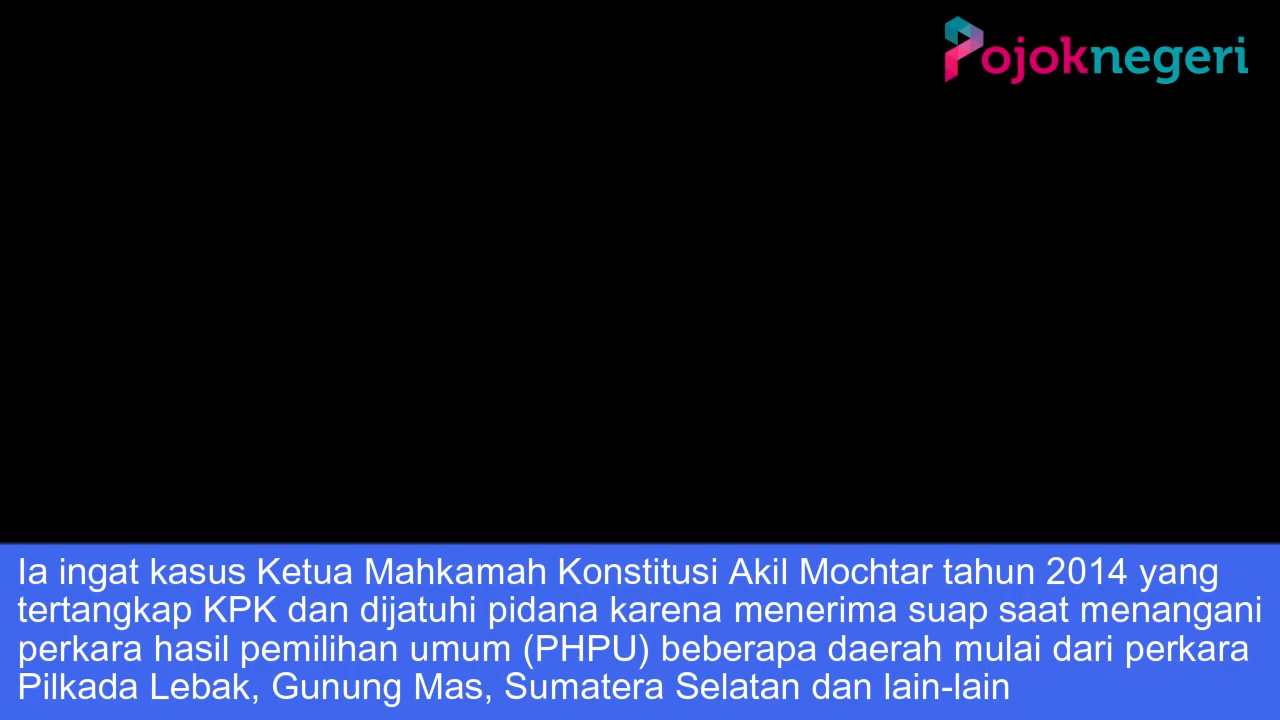 Pojoknegeri
Ia ingat kasus Ketua Mahkamah Konstitusi Akil Mochtar tahun 2014 yang
tertangkap KPK dan dijatuhi pidana karena menerima suap saat menangani
perkara hasil pemilihan umum (PHPU) beberapa daerah mulai dari perkara
Pilkada Lebak, Gunung Mas, Sumatera Selatan dan lain-lain